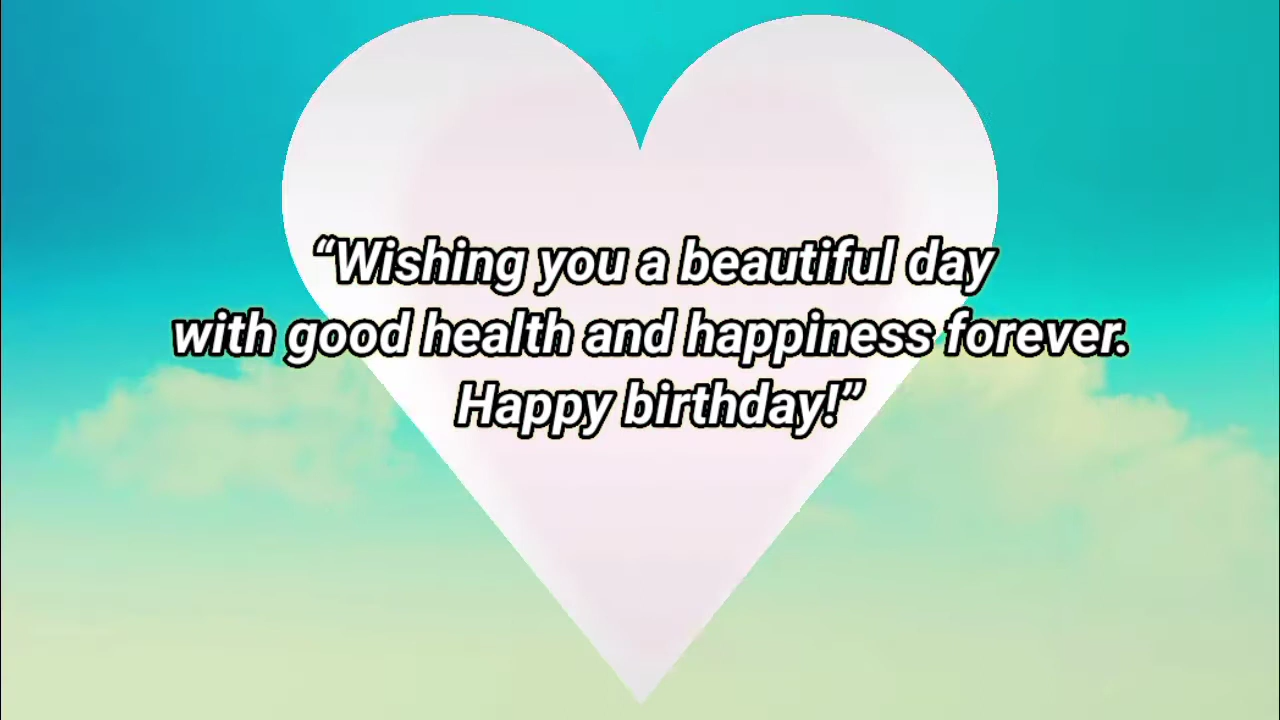 “Wishing you a beautiful day
with good health and happiness forever.
Happy birthday!”